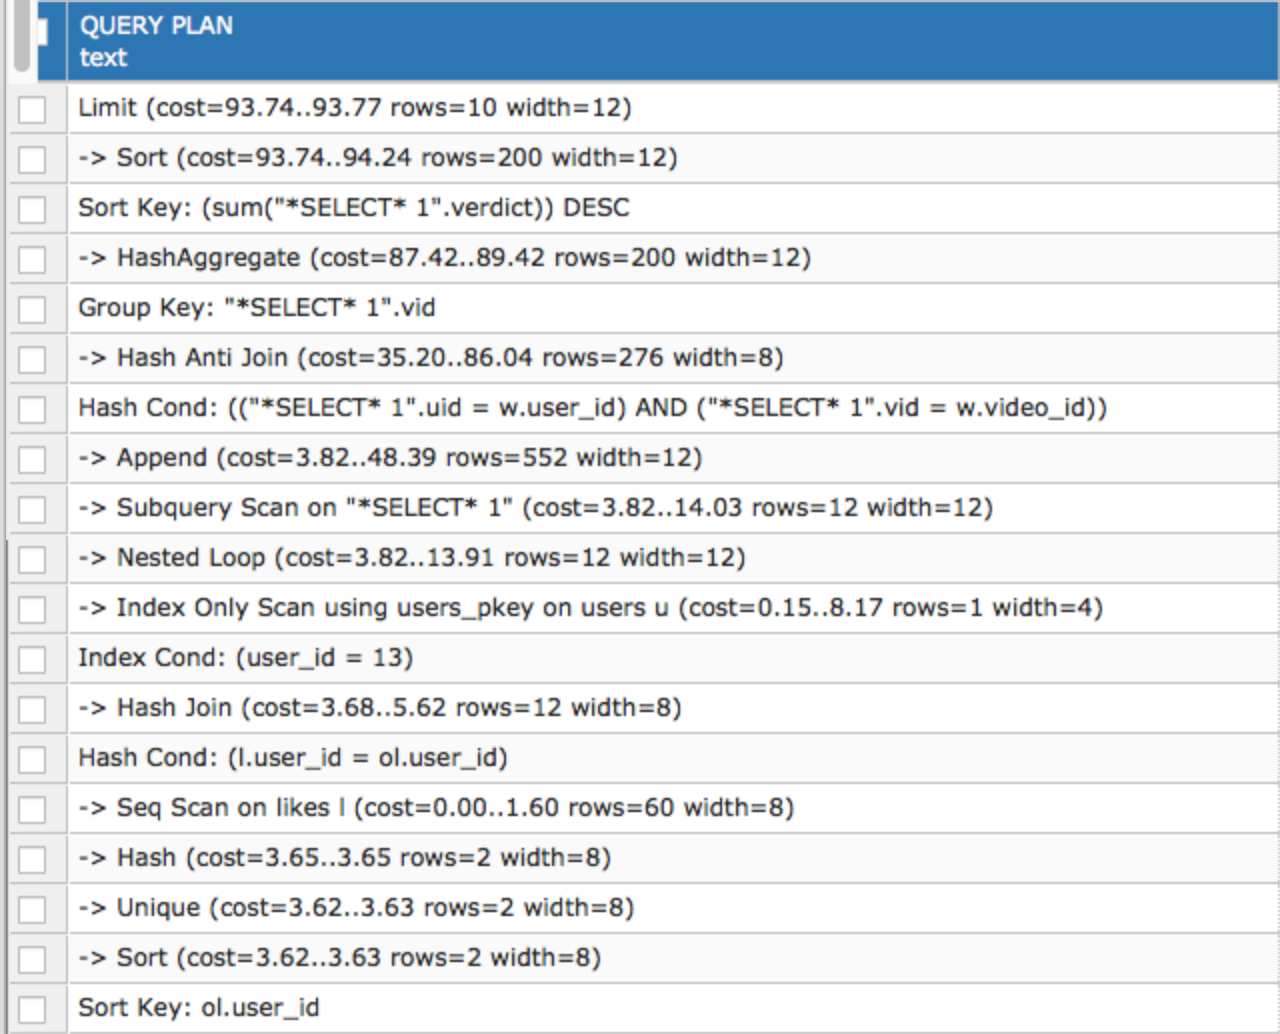 QUERY PLAN
text
Limit (cost=93.74..93.77 rows=10 width=12)
-> Sort (cost=93.74..94.24 rows=200 width=12)
Sort Key: (sum("*SELECT* 1".verdict)) DESC
-> HashAggregate (cost=87.42..89.42 rows=200 width=12)
Group Key: "*SELECT* 1".vid
-> Hash Anti Join (cost=35.20..86.04 rows=276 width=8)
Hash Cond: (("*SELECT* 1".uid = w.user_id) AND ("*SELECT* 1".vid = w.video_id))
-> Append (cost=3.82..48.39 rows=552 width=12)
-> Subquery Scan on "*SELECT* 1" (cost=3.82..14.03 rows=12 width=12)
-> Nested Loop (cost=3.82..13.91 rows=12 width=12)
-> Index Only Scan using users_pkey on users u (cost=0.15..8.17 rows=1 width=4)
Index Cond: (user_id = 13)
-> Hash Join (cost=3.68..5.62 rows=12 width=8)
Hash Cond: (l.user_id = ol.user_id)
-> Seq Scan on likes l (cost=0.00..1.60 rows=60 width=8)
-> Hash (cost=3.65..3.65 rows=2 width=8)
-> Unique (cost=3.62..3.63 rows=2 width=8)
-> Sort (cost=3.62..3.63 rows=2 width=8)
Sort Key: ol.user_id